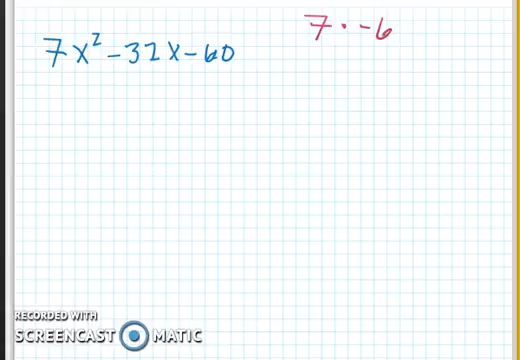 7 · -6
7x² - 32x - 60
RECORDED WITH
SCREENCAST MATIC